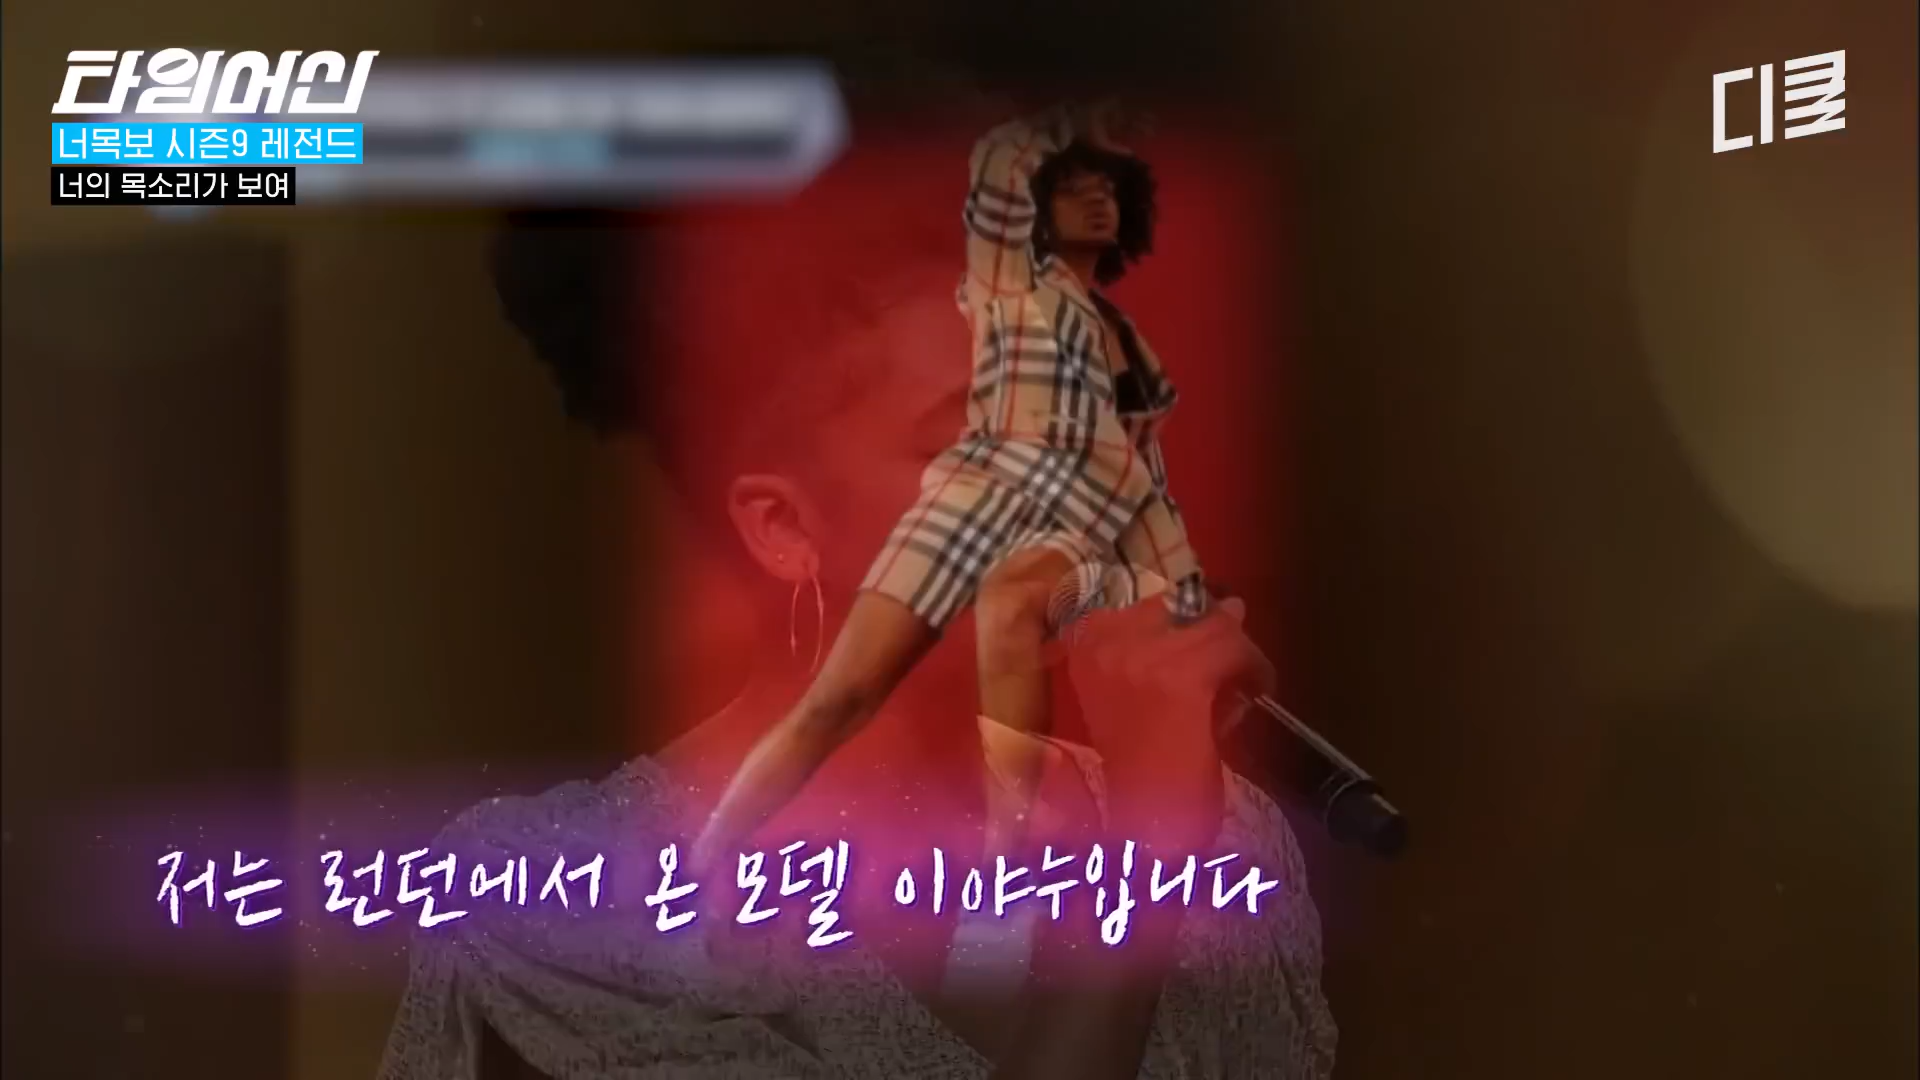 타임머신
너목보 시즌9 레전드
너의 목소리가 보여
디글
저는 런던에서 온 모델 이야누입니다